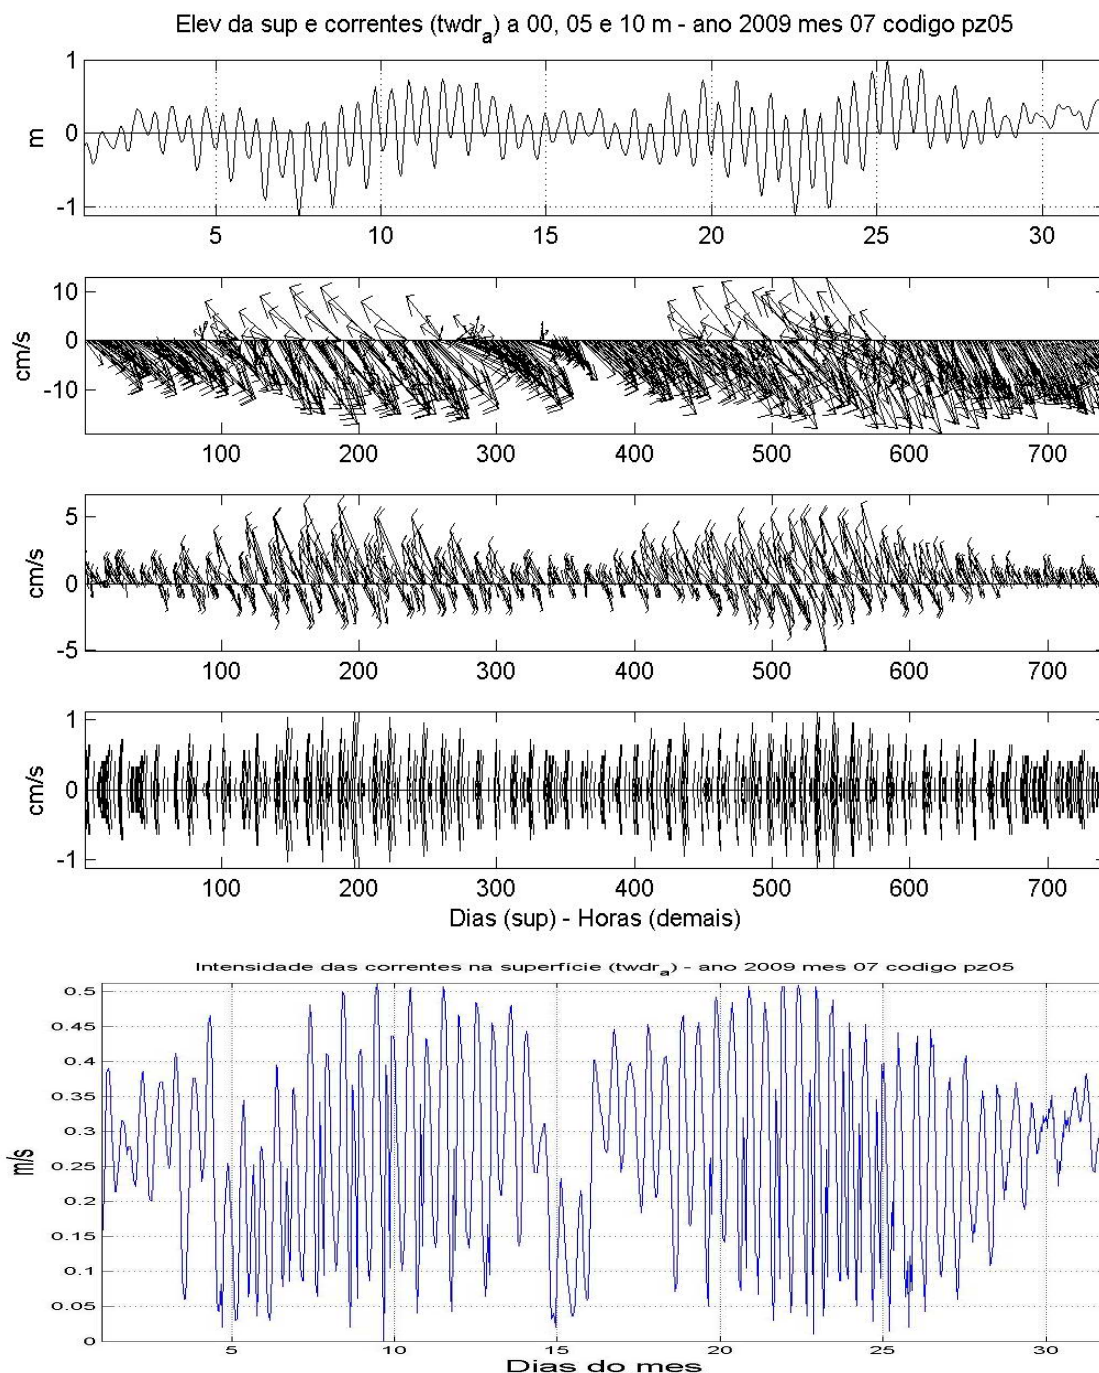 Elev da sup e correntes (twdr_a) a 00, 05 e 10 m - ano 2009 mes 07 codigo pz05
1
0
-1
m
5 10 15 20 25 30
10
0
-10
cm/s
100 200 300 400 500 600 700
5
0
-5
cm/s
100 200 300 400 500 600 700
1
0
-1
cm/s
100 200 300 400 500 600 700
Dias (sup) - Horas (demais)
Intensidade das correntes na superfície (twdr_a) - ano 2009 mes 07 codigo pz05
0.5
0.45
0.4
0.35
0.3
0.25
0.2
0.15
0.1
0.05
0
m/s
5 10 15 20 25 30
Dias do mes